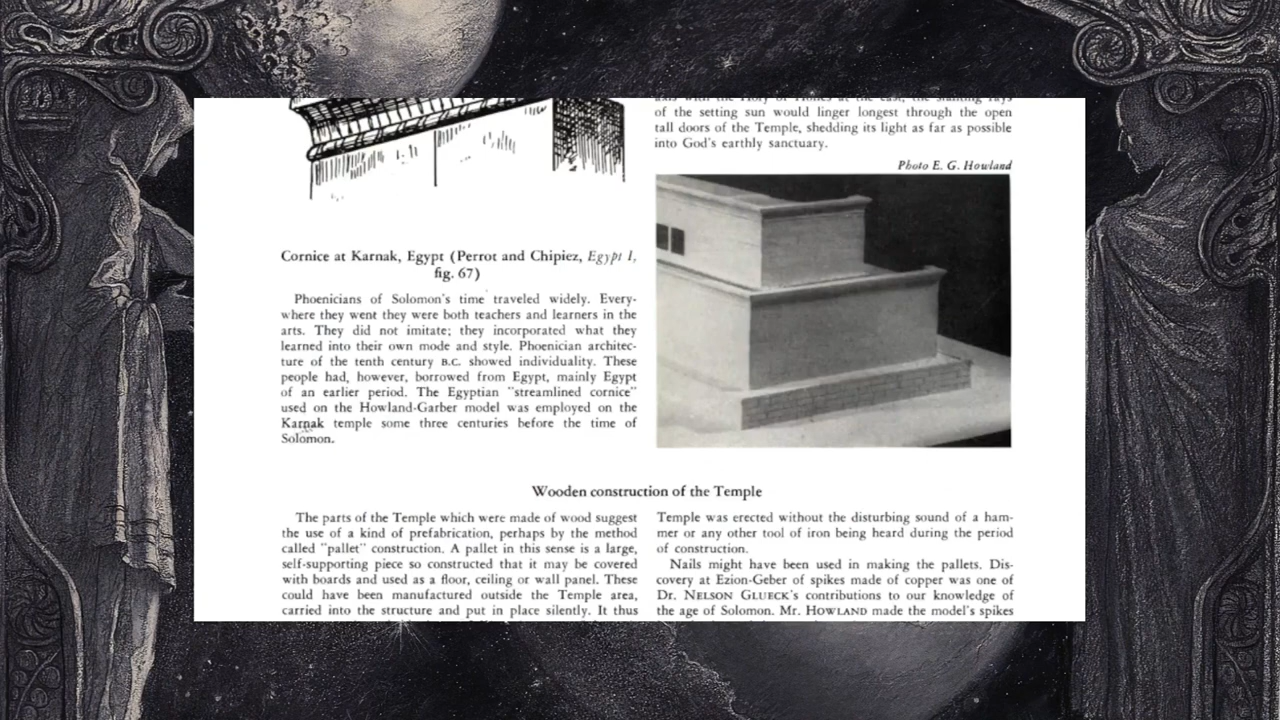 Cornice at Karnak, Egypt (Perrot and Chipiez, Egypt I,
fig. 67)
Phoenicians of Solomon's time traveled widely. Every-
where they went they were both teachers and learners in the
arts. They did not imitate; they incorporated what they
learned into their own mode and style. Phoenician architec-
ture of the tenth century B.C. showed individuality. These
people had, however, borrowed from Egypt, mainly Egypt
of an earlier period. The Egyptian "streamlined cornice"
used on the Howland-Garber model was employed on the
Karnak temple some three centuries before the time of
Solomon.
axis with the Holy of Holies at the east, the slanting rays
of the setting sun would linger longest through the open
tall doors of the Temple, shedding its light as far as possible
into God's earthly sanctuary.
Photo E. G. Howland
Wooden construction of the Temple
The parts of the Temple which were made of wood suggest
the use of a kind of prefabrication, perhaps by the method
called "pallet" construction. A pallet in this sense is a large,
self-supporting piece so constructed that it may be covered
with boards and used as a floor, ceiling or wall panel. These
could have been manufactured outside the Temple area,
carried into the structure and put in place silently. It thus
Temple was erected without the disturbing sound of a ham-
mer or any other tool of iron being heard during the period
of construction.
Nails might have been used in making the pallets. Dis-
covery at Ezion-Geber of spikes made of copper was one of
Dr. NELSON GLUECK's contributions to our knowledge of
the age of Solomon. Mr. HOWLAND made the model's spikes